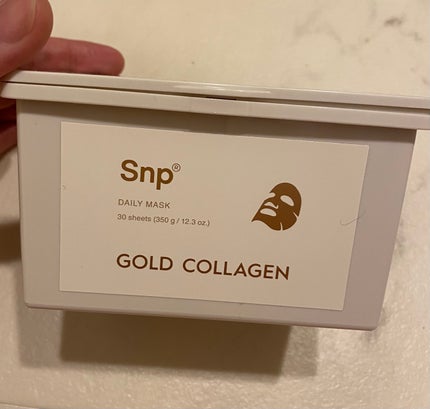 Snp®
DAILY MASK
30 sheets (350 g / 12.3 oz.)
GOLD COLLAGEN